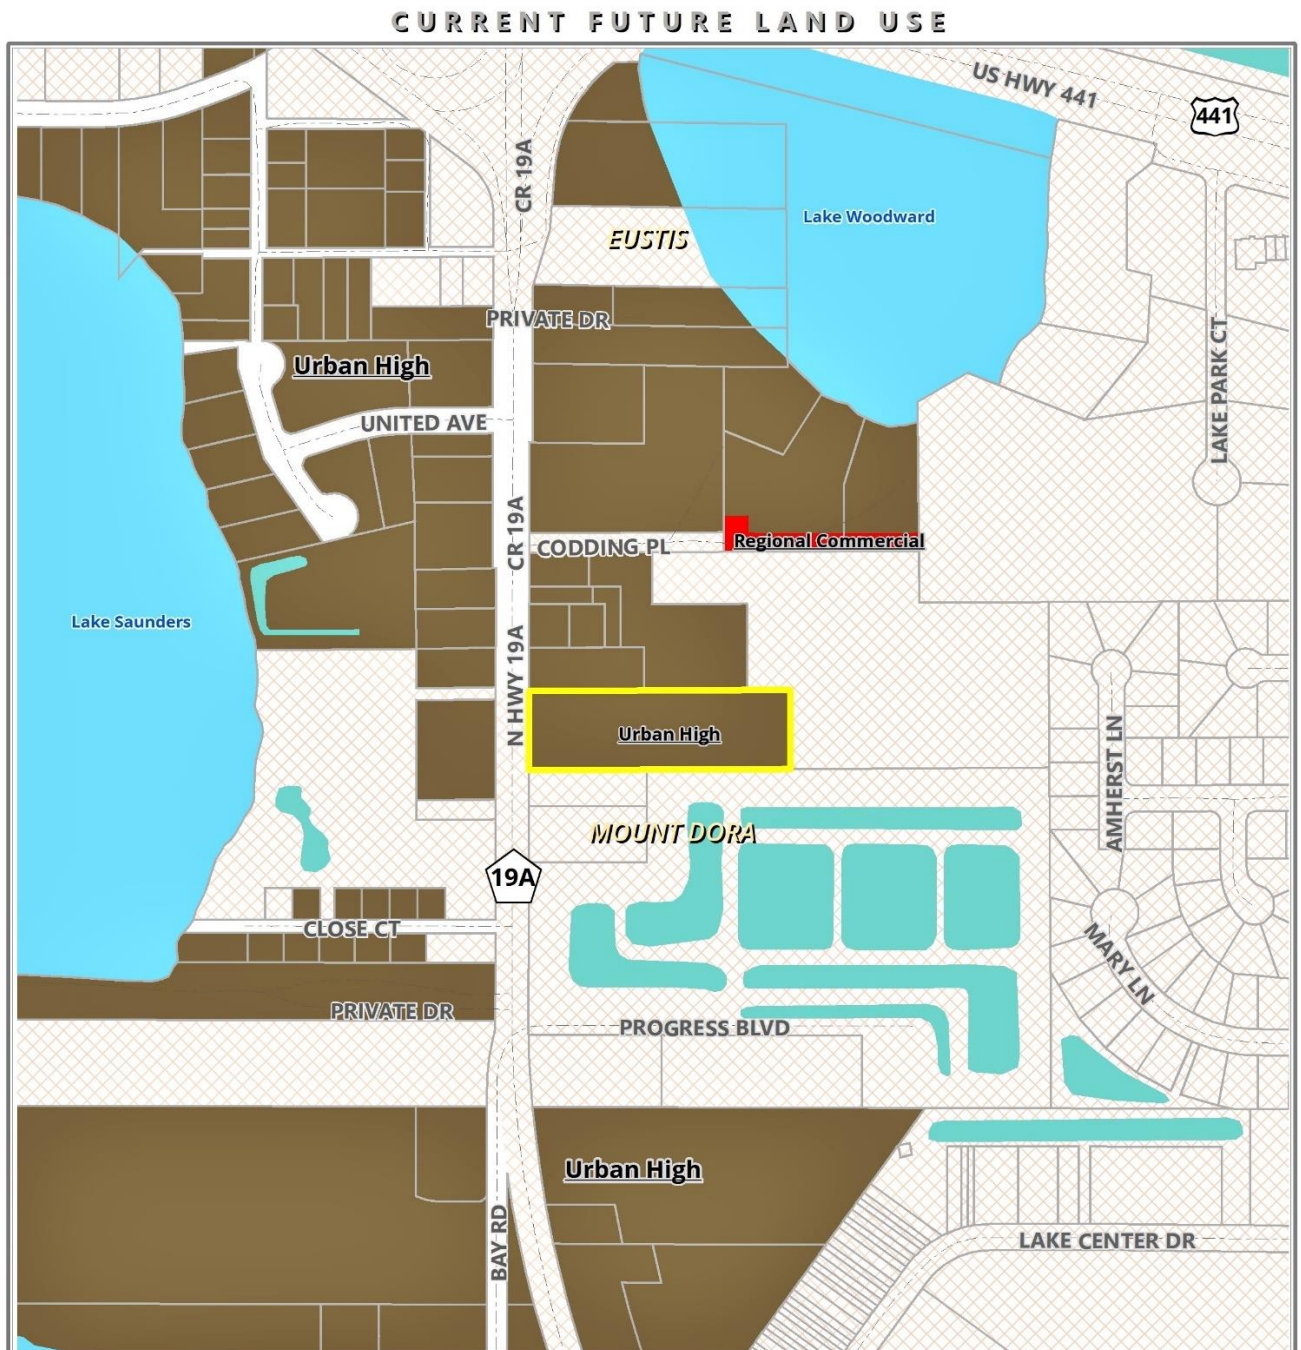 CURRENT FUTURE LAND USE
US HWY 441
441
CR 19A
Lake Woodward
EUSTIS
PRIVATE DR
Urban High
LAKE PARK CT
UNITED AVE
CR 19A
CODDING PL
Regional Commercial
Lake Saunders
N HWY 19A
Urban High
AMHERST LN
MOUNT DORA
19A
CLOSE CT
MARY LN
PRIVATE DR
PROGRESS BLVD
Urban High
BAY RD
LAKE CENTER DR